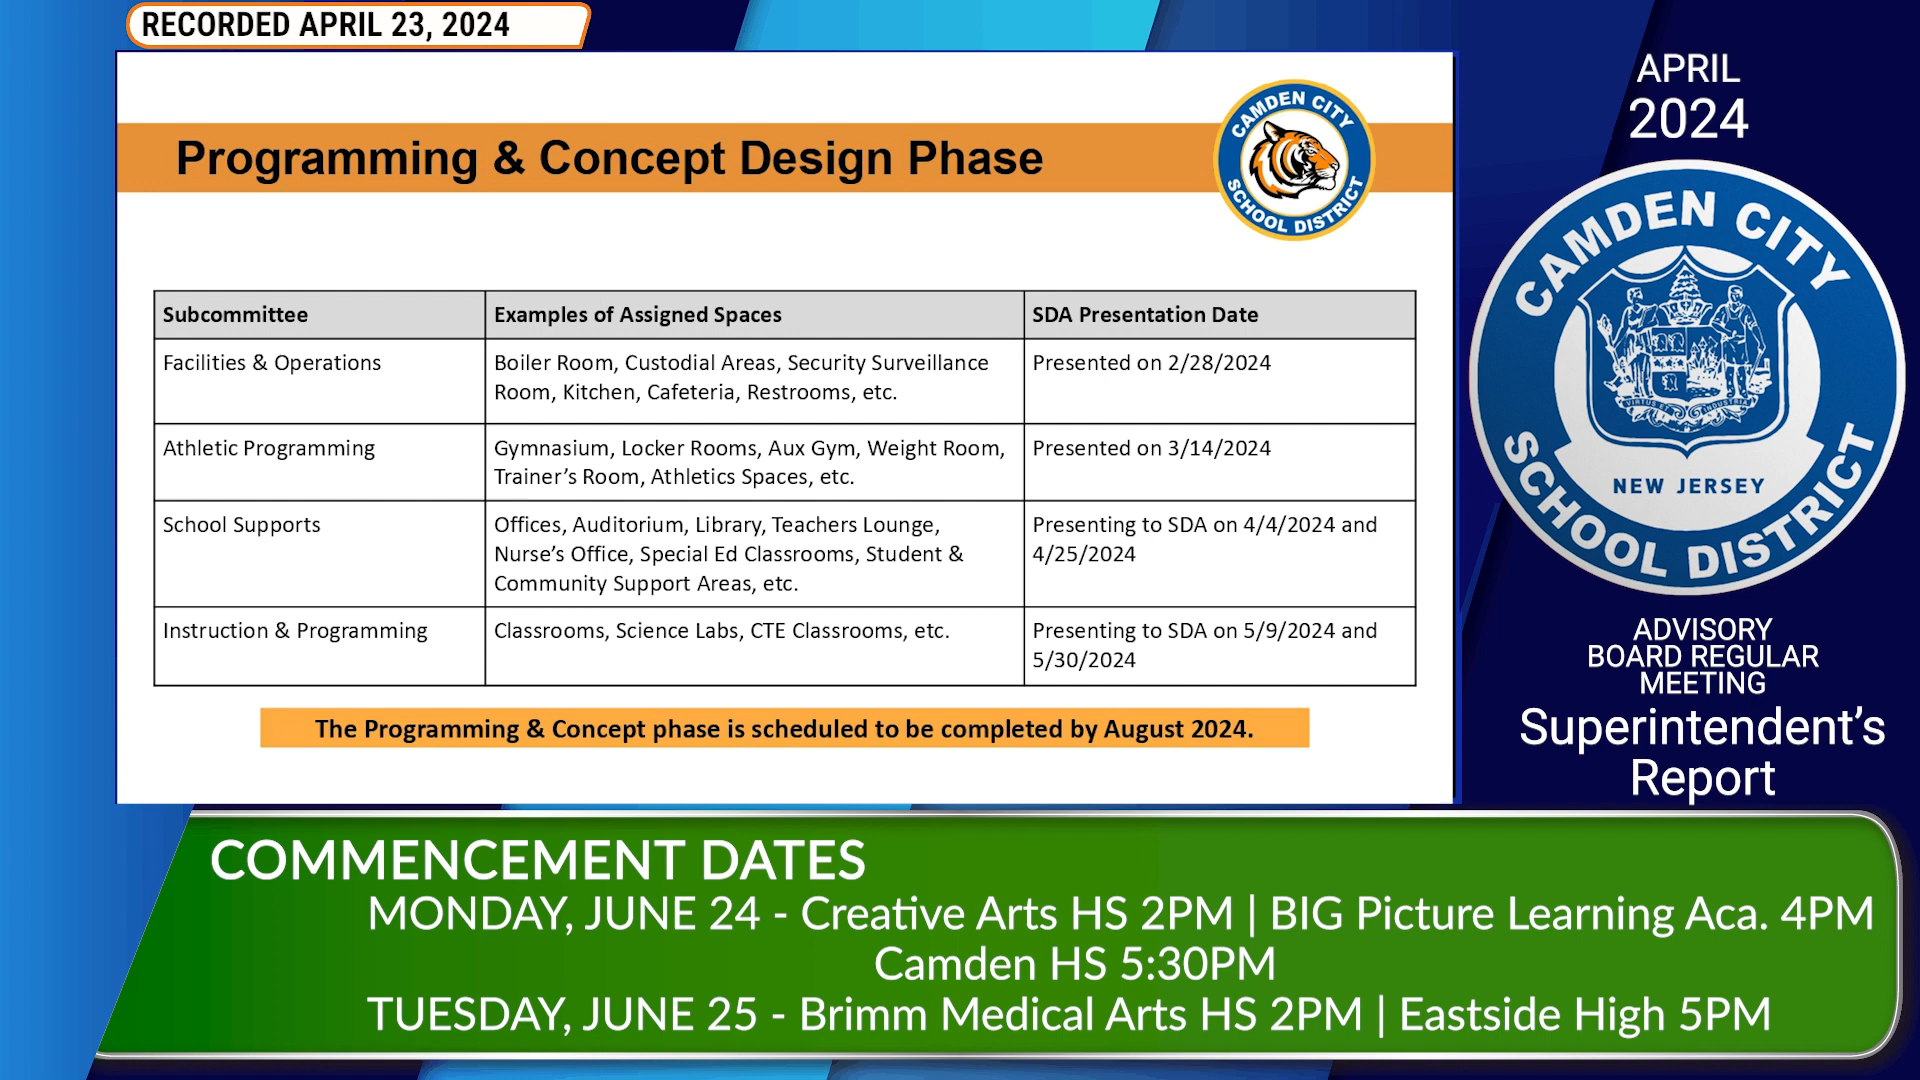 RECORDED APRIL 23, 2024
Programming & Concept Design Phase
CAMDEN CITY
SCHOOL DISTRICT
Subcommittee
Examples of Assigned Spaces
SDA Presentation Date
Facilities & Operations
Boiler Room, Custodial Areas, Security Surveillance
Room, Kitchen, Cafeteria, Restrooms, etc.
Presented on 2/28/2024
Athletic Programming
Gymnasium, Locker Rooms, Aux Gym, Weight Room,
Trainer’s Room, Athletics Spaces, etc.
Presented on 3/14/2024
School Supports
Offices, Auditorium, Library, Teachers Lounge,
Nurse’s Office, Special Ed Classrooms, Student &
Community Support Areas, etc.
Presenting to SDA on 4/4/2024 and
4/25/2024
Instruction & Programming
Classrooms, Science Labs, CTE Classrooms, etc.
Presenting to SDA on 5/9/2024 and
5/30/2024
The Programming & Concept phase is scheduled to be completed by August 2024.
APRIL
2024
CAMDEN CITY
VIRTUS ET INDUSTRIA
NEW JERSEY
SCHOOL DISTRICT
ADVISORY
BOARD REGULAR
MEETING
Superintendent’s
Report
COMMENCEMENT DATES
MONDAY, JUNE 24 - Creative Arts HS 2PM | BIG Picture Learning Aca. 4PM
Camden HS 5:30PM
TUESDAY, JUNE 25 - Brimm Medical Arts HS 2PM | Eastside High 5PM